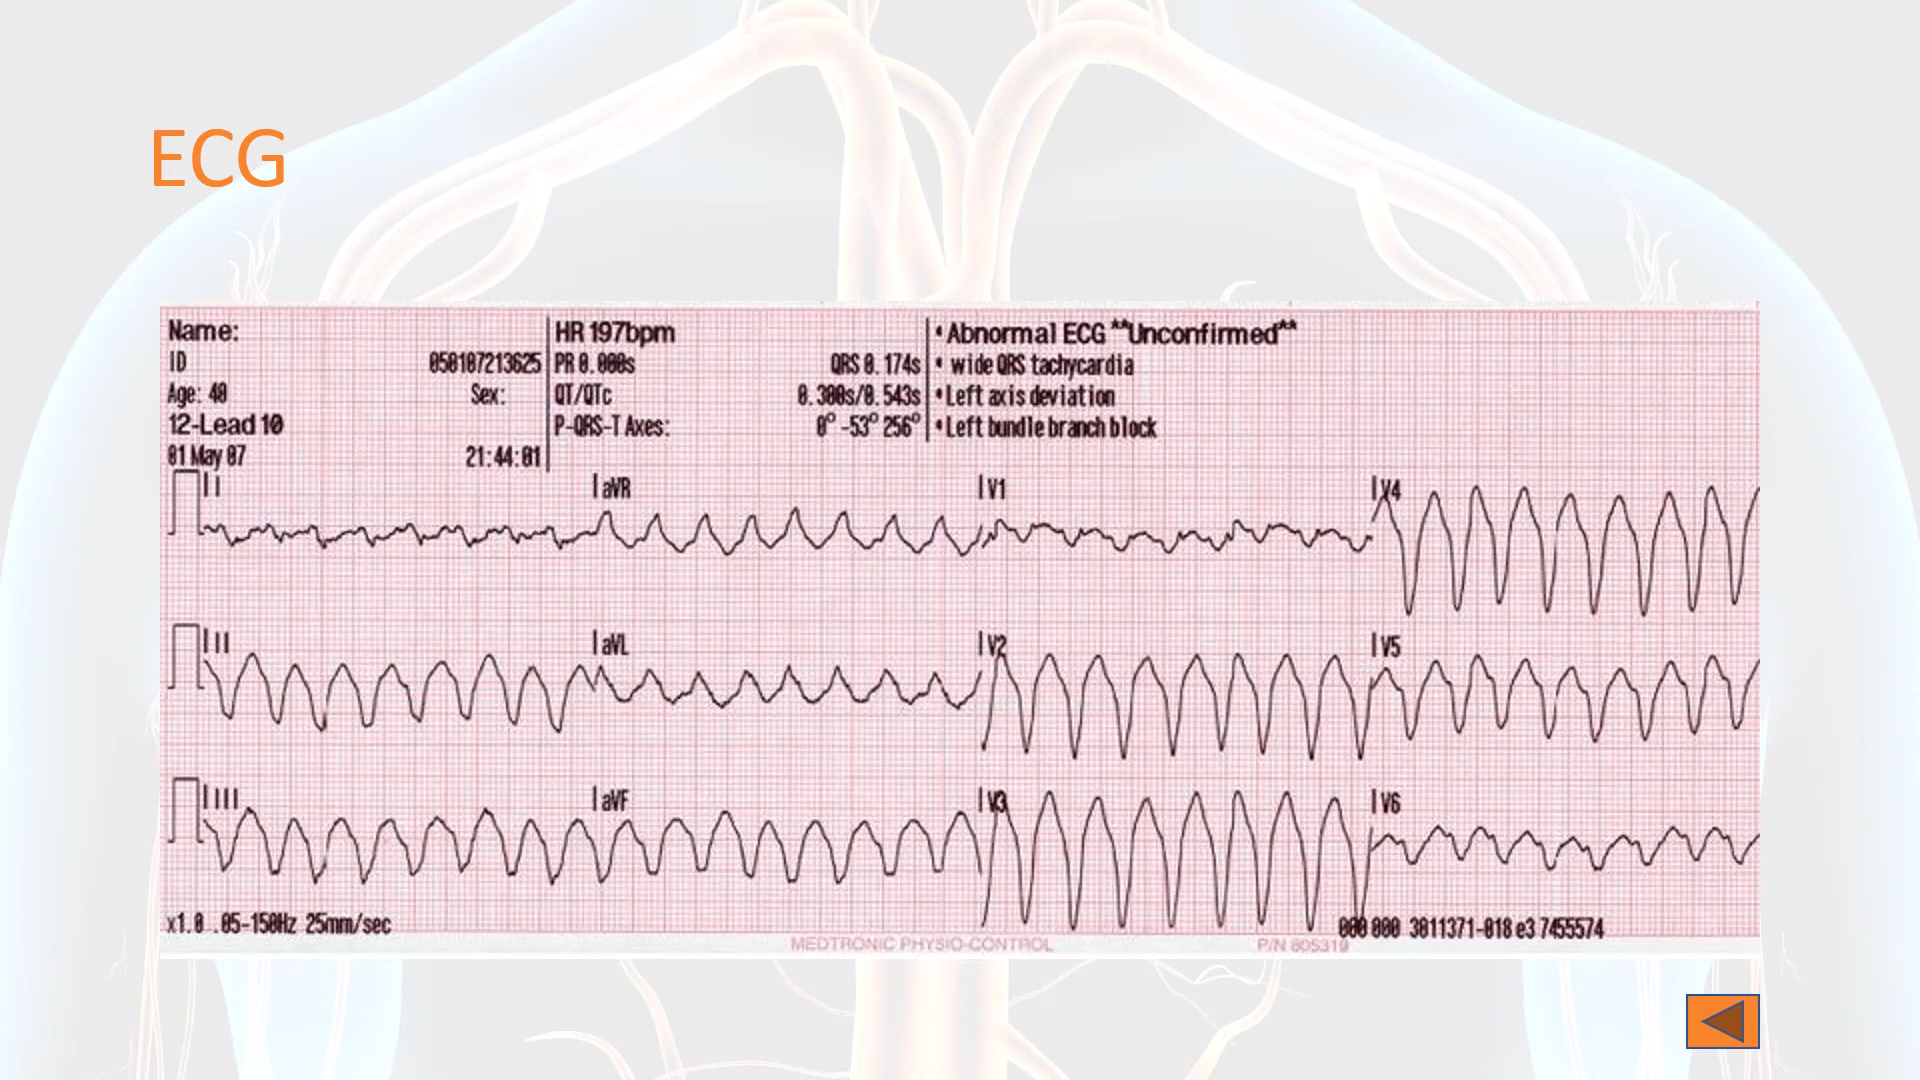 ECG
Name:
ID 050107213625
Age: 40 Sex:
12-Lead 10
01 May 07 21:44:01
HR 197bpm
PR 0.000s QRS 0.174s
QT/QTc 0.300s/0.543s
P-QRS-T Axes: 0° -53° 256°
•Abnormal ECG **Unconfirmed**
• wide QRS tachycardia
•Left axis deviation
•Left bundle branch block
I aVR V1 V4
II aVL V2 V5
III aVF V3 V6
x1.0 .05-150Hz 25mm/sec
000 000 3011371-018 e3 7455574
MEDTRONIC PHYSIO-CONTROL P/N 805319